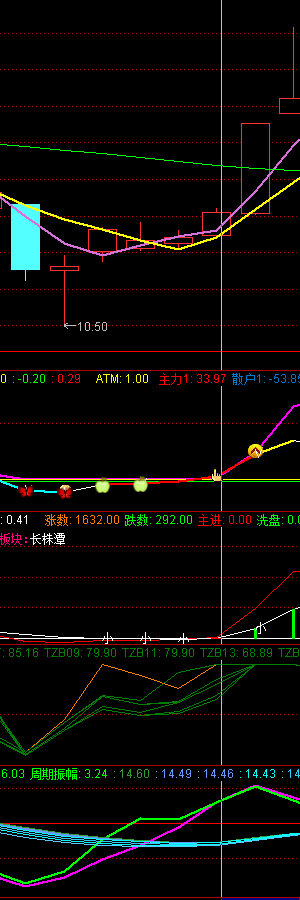 ←10.50
0 : -0.20 : 0.29 ATM: 1.00 主力1: 33.97 散户1: -53.89
: 0.41 涨数: 1632.00 跌数: 292.00 主进: 0.00 洗盘: 0.0
板块:长株潭
小 小 小 小
: 85.16 TZB09: 79.90 TZB11: 79.90 TZB13: 68.89 TZB
6.03 周期振幅: 3.24 : 14.60 : 14.49 : 14.46 : 14.43 : 14